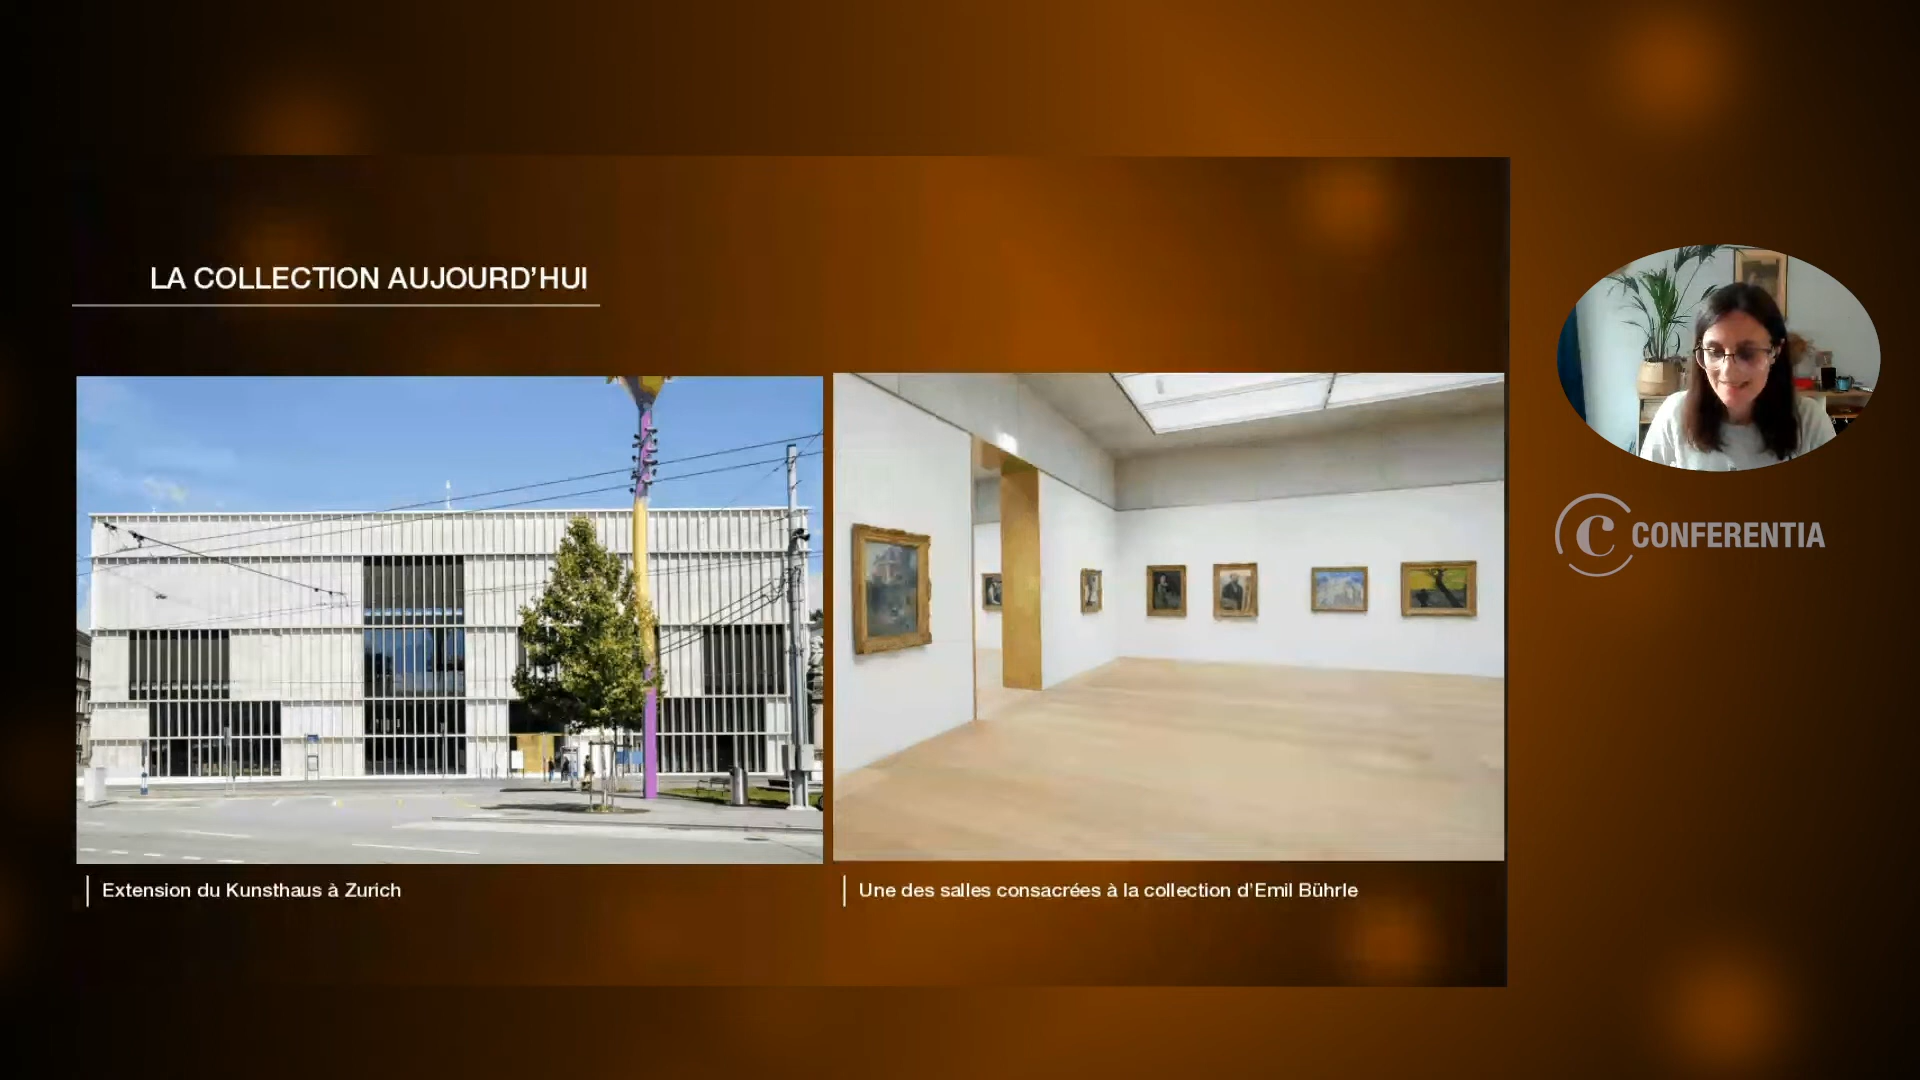 LA COLLECTION AUJOURD'HUI
Extension du Kunsthaus à Zurich
Une des salles consacrées à la collection d'Emil Bührle
C CONFERENTIA